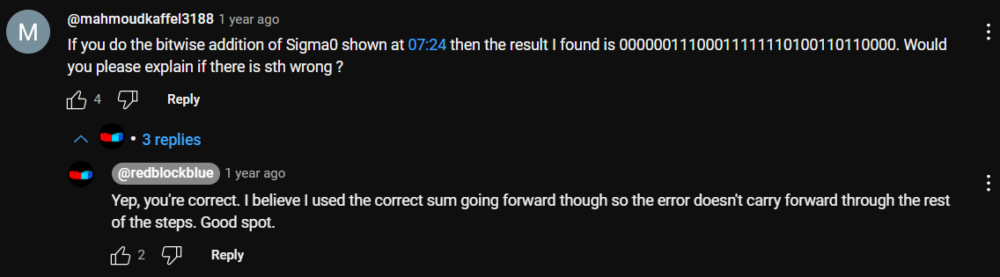 M
@mahmoudkaffel3188 1 year ago
If you do the bitwise addition of Sigma0 shown at 07:24 then the result I found is 00000011100011111110100110110000. Would
you please explain if there is sth wrong ?
4 Reply
• 3 replies
@redblockblue 1 year ago
Yep, you're correct. I believe I used the correct sum going forward though so the error doesn't carry forward through the rest
of the steps. Good spot.
2 Reply